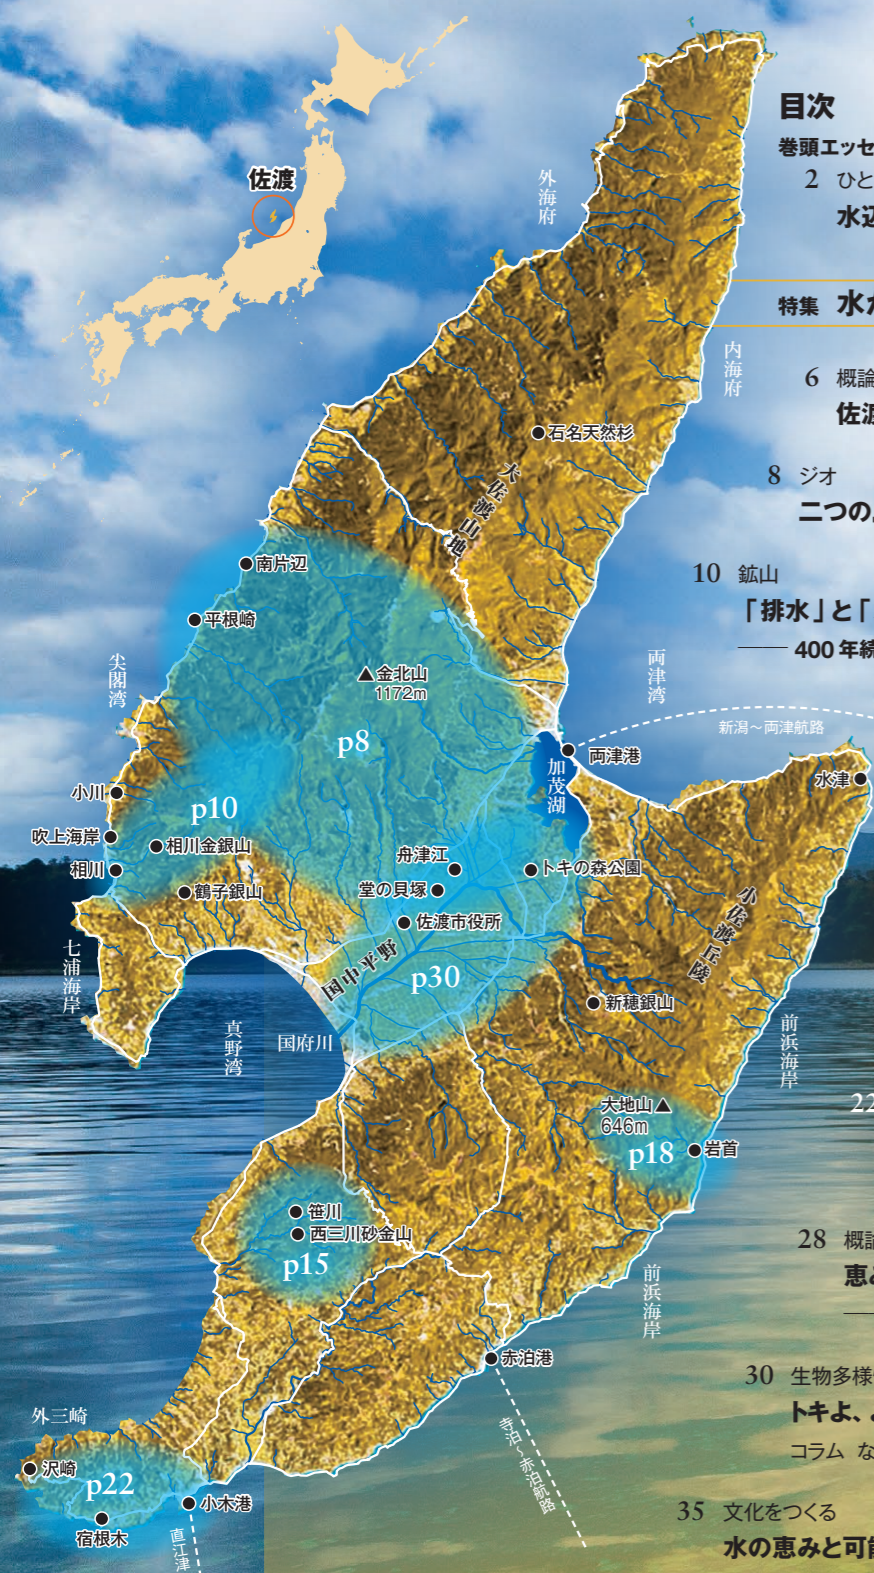 佐渡
外海府
内海府
石名天然杉
大佐渡山地
南片辺
平根崎
尖閣湾
金北山
1172m
両津湾
新潟～両津航路
p8
両津港
加茂湖
水津
小川
p10
吹上海岸
相川金銀山
相川
鶴子銀山
舟津江
トキの森公園
堂の貝塚
佐渡市役所
小佐渡丘陵
七浦海岸
国中平野
p30
新穂銀山
真野湾
国府川
前浜海岸
大地山
646m
p18
岩首
笹川
西三川砂金山
p15
前浜海岸
赤泊港
寺泊～赤泊航路
外三崎
沢崎
p22
小木港
宿根木
直江津
目次
巻頭エッセ
2 ひと
水辺
特集 水が
6 概論
佐渡
8 ジオ
二つの
10 鉱山
「排水」と「
── 400年続
22
28 概論
恵
30 生物多様
トキよ、
コラム な
35 文化をつくる
水の恵みと可能